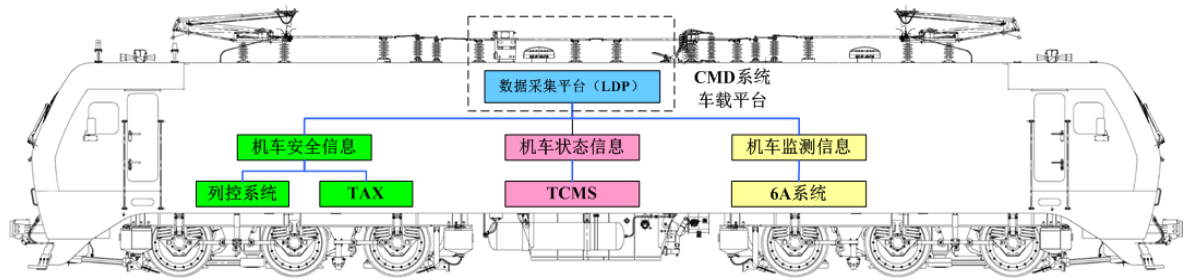 数据采集平台（LDP）
CMD系统
车载平台
机车安全信息
机车状态信息
机车监测信息
列控系统
TAX
TCMS
6A系统